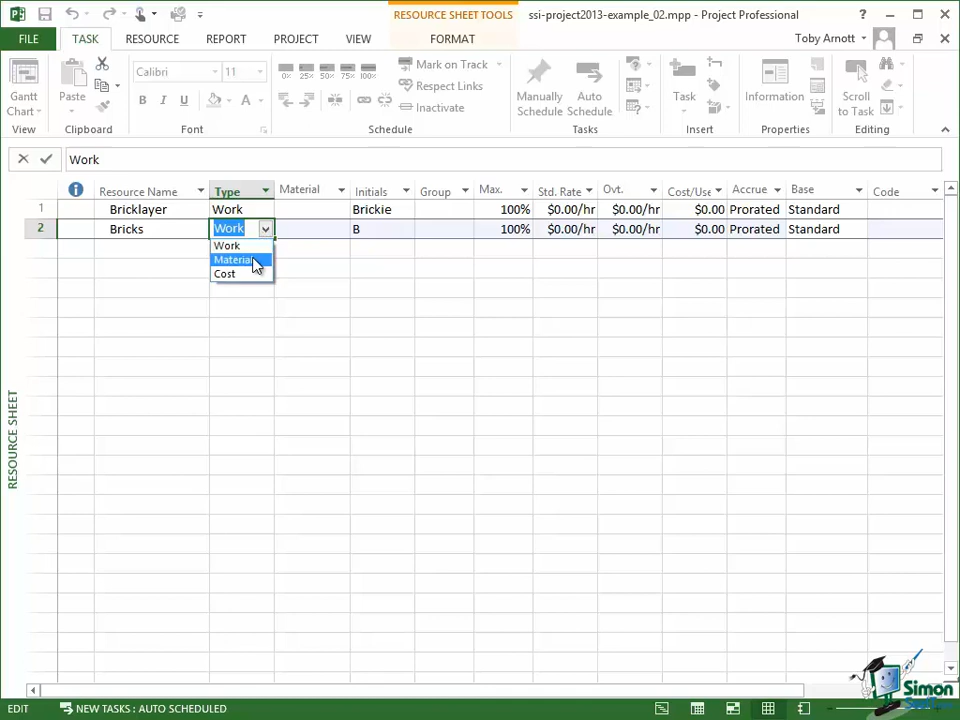 RESOURCE SHEET TOOLS
ssi-project2013-example_02.mpp - Project Professional
FILE
TASK
RESOURCE
REPORT
PROJECT
VIEW
FORMAT
Toby Arnott
Gantt
Chart
View
Paste
Clipboard
Calibri
11
B I U
A
Font
0% 25% 50% 75% 100%
Mark on Track
Respect Links
Inactivate
Schedule
Manually
Schedule
Auto
Schedule
Tasks
Task
Insert
Information
Properties
Scroll
to Task
Editing
Work
Resource Name Type Material Initials Group Max. Std. Rate Ovt. Cost/Use Accrue Base Code
1 Bricklayer Work Brickie 100% $0.00/hr $0.00/hr $0.00 Prorated Standard
2 Bricks Work B 100% $0.00/hr $0.00/hr $0.00 Prorated Standard
Work
Material
Cost
RESOURCE SHEET
EDIT
NEW TASKS : AUTO SCHEDULED
Simon